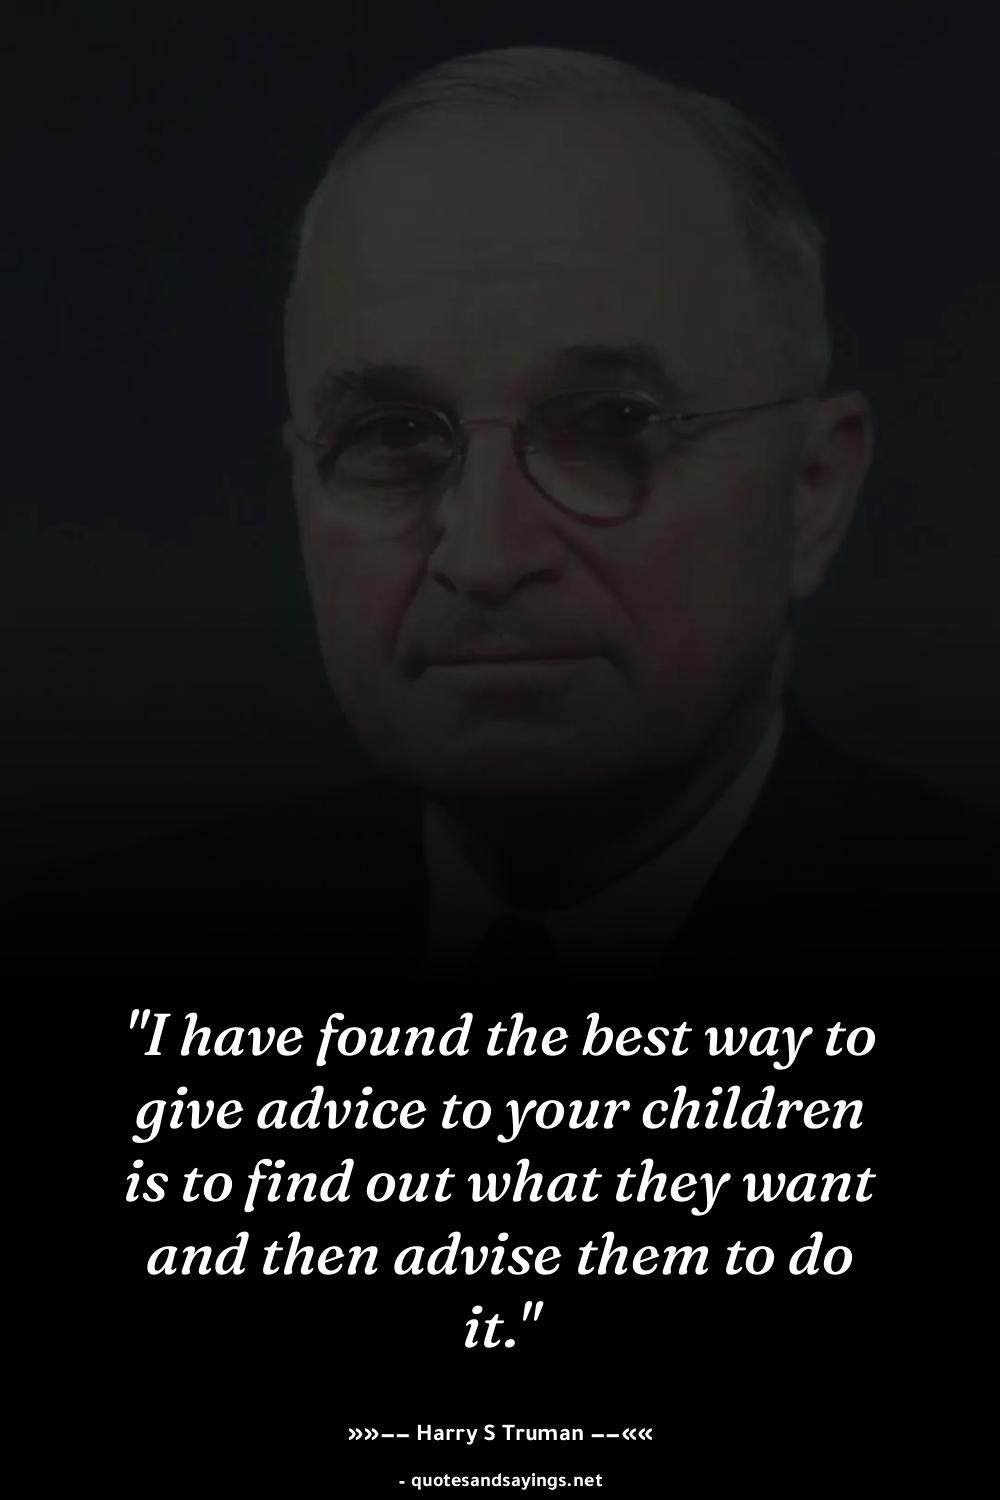 "I have found the best way to
give advice to your children
is to find out what they want
and then advise them to do
it."
»»−− Harry S Truman −−««
- quotesandsayings.net